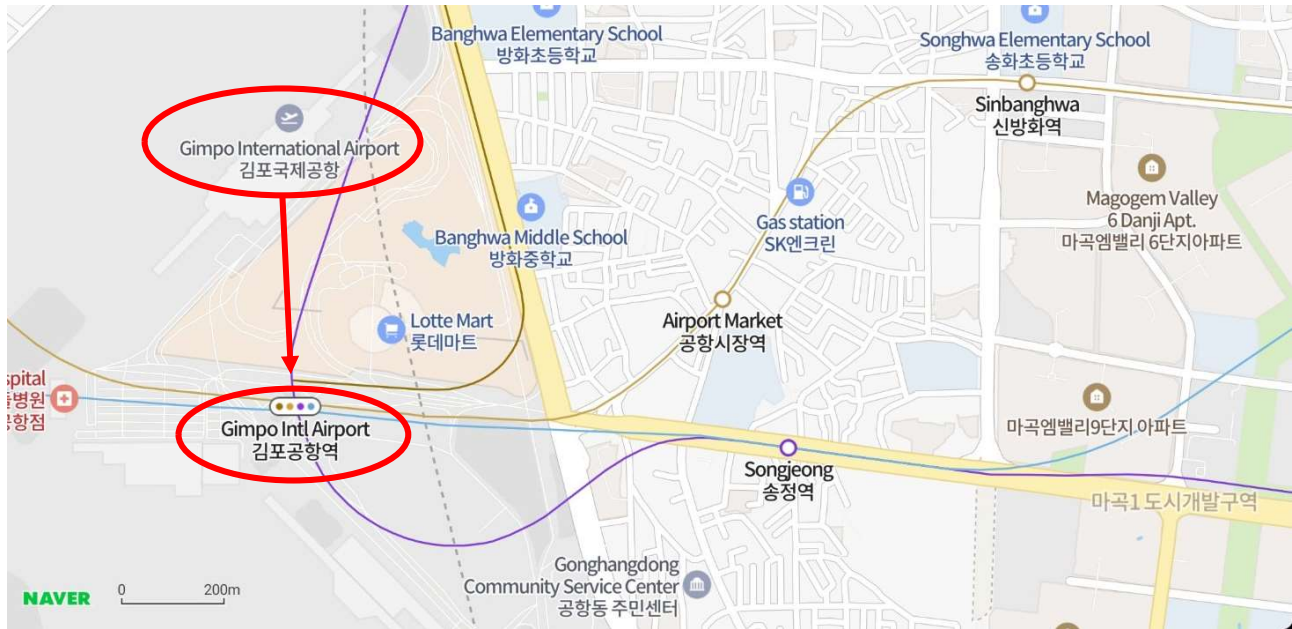 Banghwa Elementary School
방화초등학교
Songhwa Elementary School
송화초등학교
Sinbanghwa
신방화역
Gimpo International Airport
김포국제공항
Magogem Valley
6 Danji Apt.
마곡엠밸리 6단지아파트
Gas station
SK엔크린
Banghwa Middle School
방화중학교
Lotte Mart
롯데마트
Airport Market
공항시장역
spital
병원
공항점
Gimpo Intl Airport
김포공항역
마곡엠밸리9단지 아파트
Songjeong
송정역
마곡1 도시개발구역
Gonghangdong
Community Service Center
공항동 주민센터
NAVER
0
200m